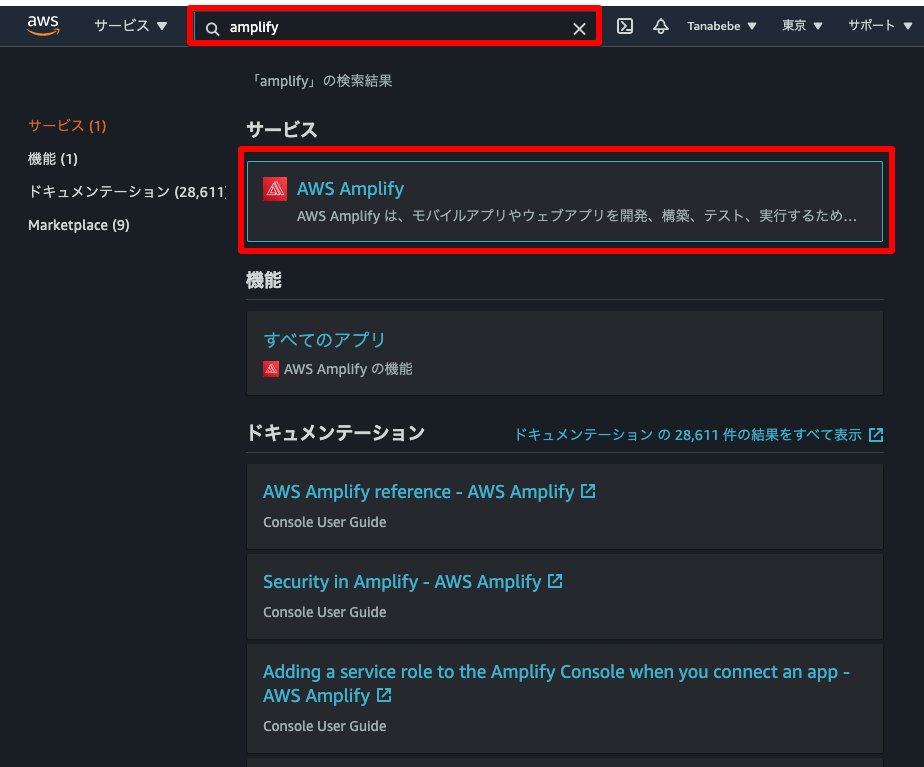 aws サービス ▼ amplify Tanabebe ▼ 東京 ▼ サポート ▼
「amplify」の検索結果
サービス (1)
機能 (1)
ドキュメンテーション (28,611)
Marketplace (9)
サービス
AWS Amplify
AWS Amplify は、モバイルアプリやウェブアプリを開発、構築、テスト、実行するため...
機能
すべてのアプリ
AWS Amplify の機能
ドキュメンテーション ドキュメンテーション の 28,611 件の結果をすべて表示
AWS Amplify reference - AWS Amplify
Console User Guide
Security in Amplify - AWS Amplify
Console User Guide
Adding a service role to the Amplify Console when you connect an app -
AWS Amplify
Console User Guide